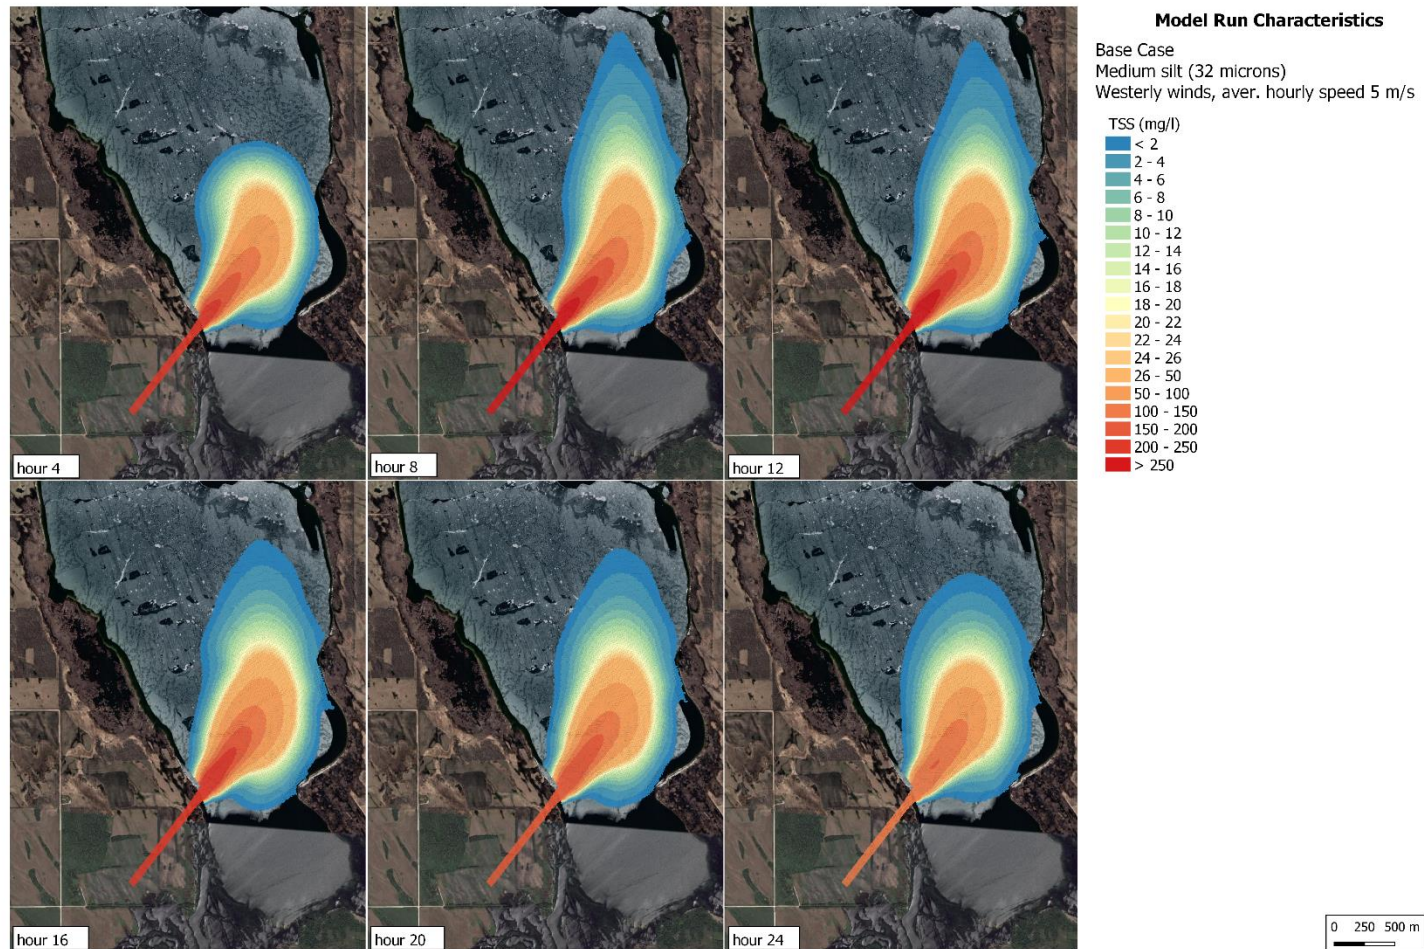 Model Run Characteristics
Base Case
Medium silt (32 microns)
Westerly winds, aver. hourly speed 5 m/s
TSS (mg/l)
< 2
2 - 4
4 - 6
6 - 8
8 - 10
10 - 12
12 - 14
14 - 16
16 - 18
18 - 20
20 - 22
22 - 24
24 - 26
26 - 50
50 - 100
100 - 150
150 - 200
200 - 250
> 250
hour 4
hour 8
hour 12
hour 16
hour 20
hour 24
0 250 500 m